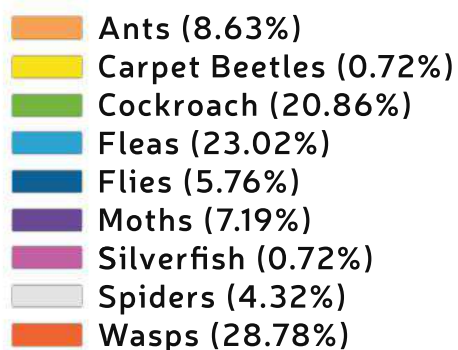 Ants (8.63%)
Carpet Beetles (0.72%)
Cockroach (20.86%)
Fleas (23.02%)
Flies (5.76%)
Moths (7.19%)
Silverfish (0.72%)
Spiders (4.32%)
Wasps (28.78%)